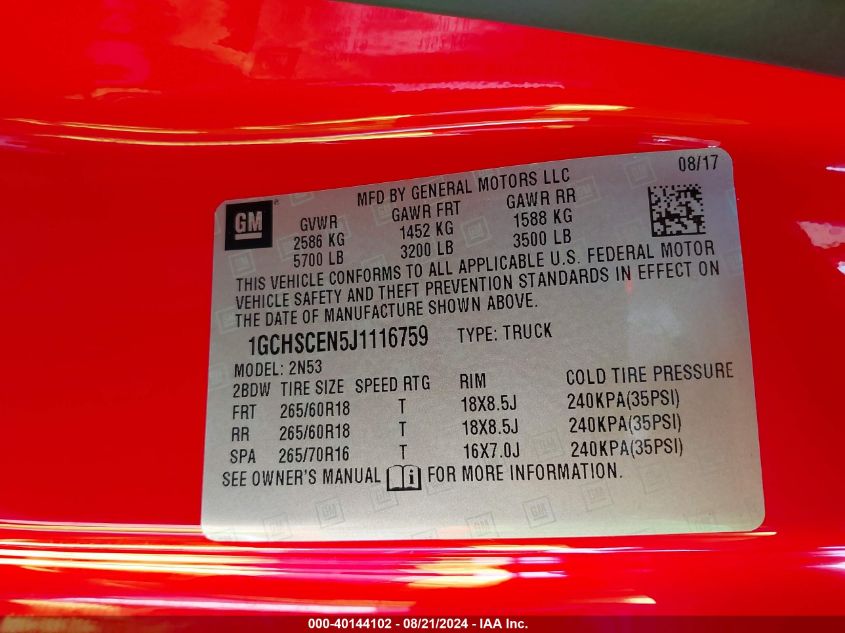 08/17
GM
MFD BY GENERAL MOTORS LLC
GVWR GAWR FRT GAWR RR
2586 KG 1452 KG 1588 KG
5700 LB 3200 LB 3500 LB
THIS VEHICLE CONFORMS TO ALL APPLICABLE U.S. FEDERAL MOTOR
VEHICLE SAFETY AND THEFT PREVENTION STANDARDS IN EFFECT ON
THE DATE OF MANUFACTURE SHOWN ABOVE.
1GCHSCEN5J1116759 TYPE: TRUCK
MODEL: 2N53
2BDW TIRE SIZE SPEED RTG RIM COLD TIRE PRESSURE
FRT 265/60R18 T 18X8.5J 240KPA(35PSI)
RR 265/60R18 T 18X8.5J 240KPA(35PSI)
SPA 265/70R16 T 16X7.0J 240KPA(35PSI)
SEE OWNER'S MANUAL FOR MORE INFORMATION.
000-40144102 - 08/21/2024 - IAA Inc.